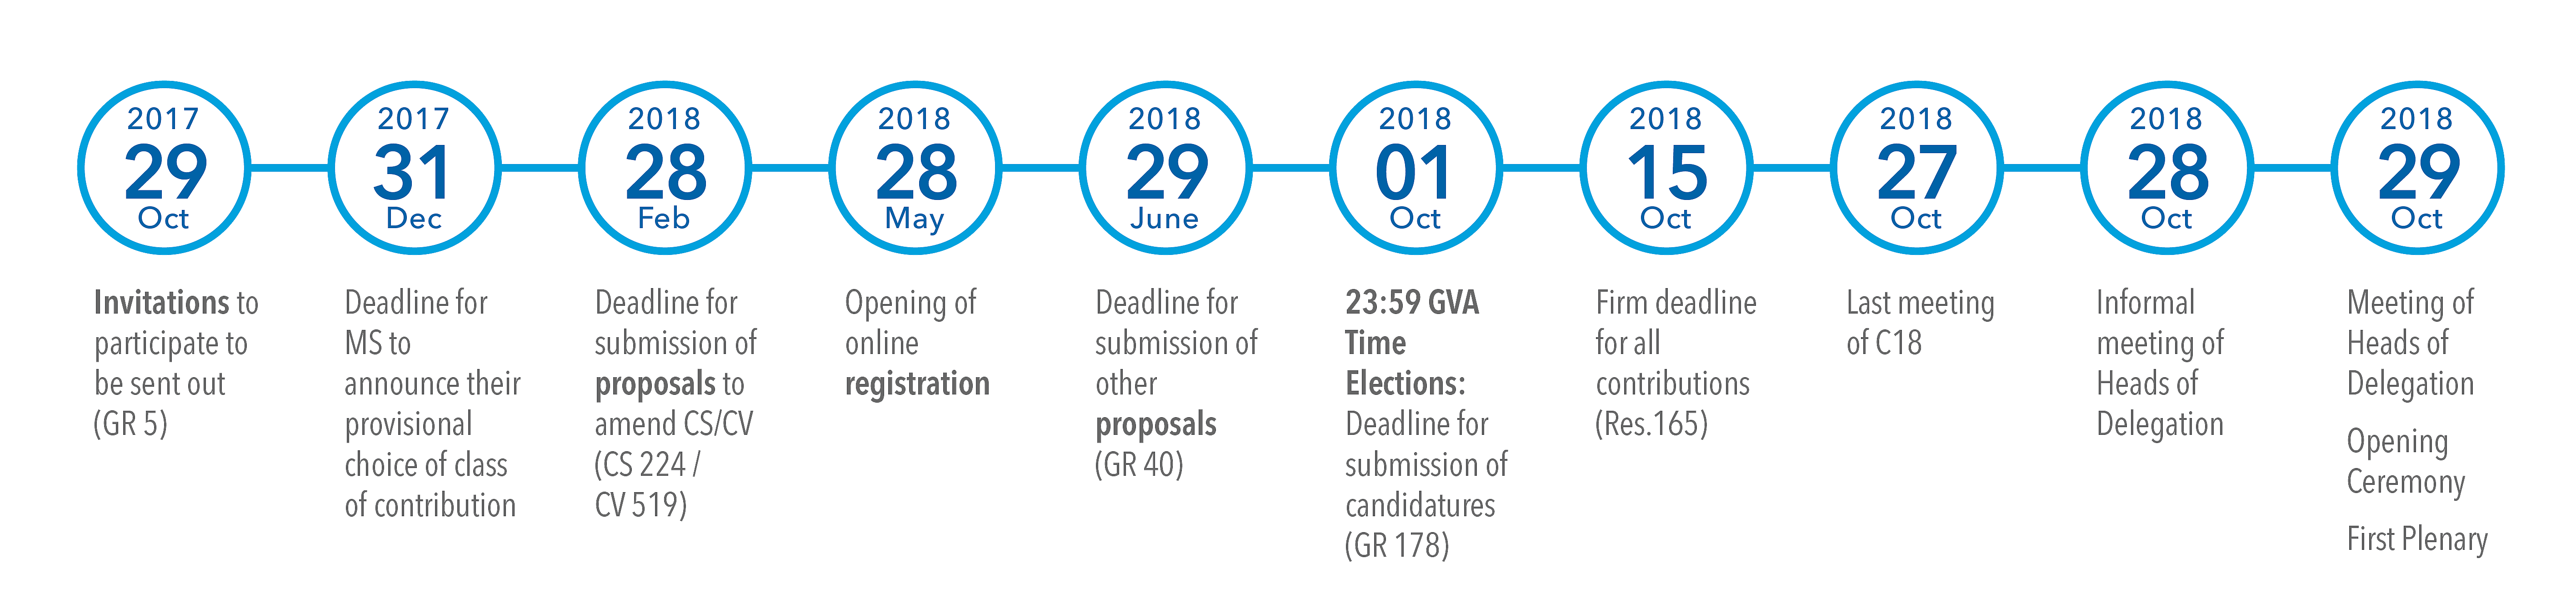 2017
29
Oct
Invitations to
participate to
be sent out
(GR 5)
2017
31
Dec
Deadline for
MS to
announce their
provisional
choice of class
of contribution
2018
28
Feb
Deadline for
submission of
proposals to
amend CS/CV
(CS 224 /
CV 519)
2018
28
May
Opening of
online
registration
2018
29
June
Deadline for
submission of
other
proposals
(GR 40)
2018
01
Oct
23:59 GVA
Time
Elections:
Deadline for
submission of
candidatures
(GR 178)
2018
15
Oct
Firm deadline
for all
contributions
(Res.165)
2018
27
Oct
Last meeting
of C18
2018
28
Oct
Informal
meeting of
Heads of
Delegation
2018
29
Oct
Meeting of
Heads of
Delegation
Opening
Ceremony
First Plenary